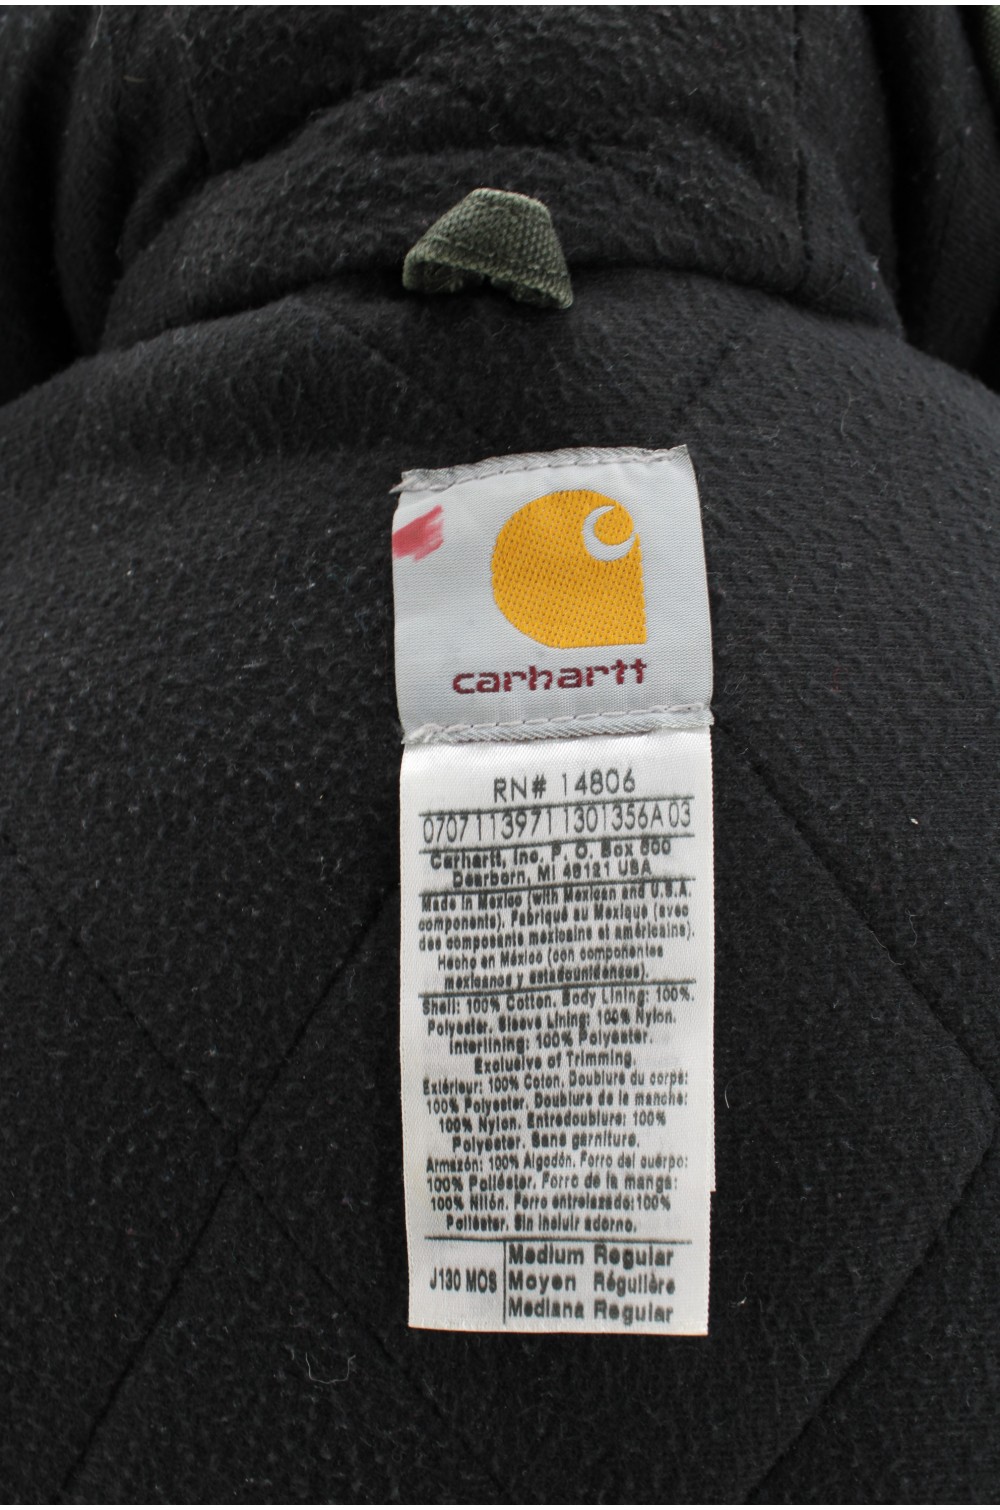 carhartt
RN# 14806
0707113971 1301356A 03
Carhartt, Inc. P. O. Box 600
Dearborn, MI 48121 USA
Made in Mexico (with Mexican and U.S.A.
components). Fabriqué au Mexique (avec
des composants mexicains et américains).
Hecho en México (con componentes
mexicanos y estadounidenses).
Shell: 100% Cotton. Body Lining: 100%.
Polyester. Sleeve Lining: 100% Nylon.
Interlining: 100% Polyester.
Exclusive of Trimming.
Extérieur: 100% Coton. Doublure du corps:
100% Polyester. Doublure de la manche:
100% Nylon. Entredoublure: 100%
Polyester. Sans garniture.
Armazón: 100% Algodón. Forro del cuerpo:
100% Poliéster. Forro de la manga:
100% Nilón. Forro entrelazado:100%
Poliéster. Sin incluir adorno.
J130 MOS
Medium Regular
Moyen Régulière
Mediana Regular